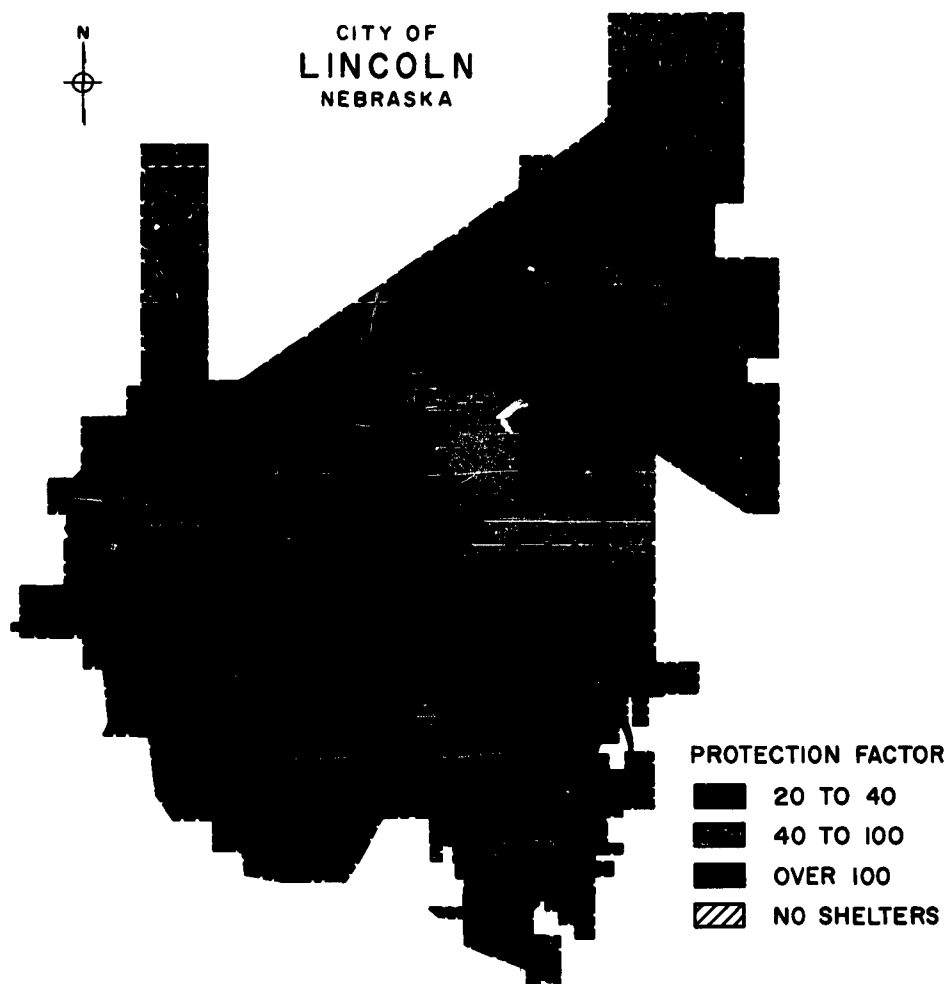 N
CITY OF
LINCOLN
NEBRASKA
PROTECTION FACTOR
20 TO 40
40 TO 100
OVER 100
NO SHELTERS